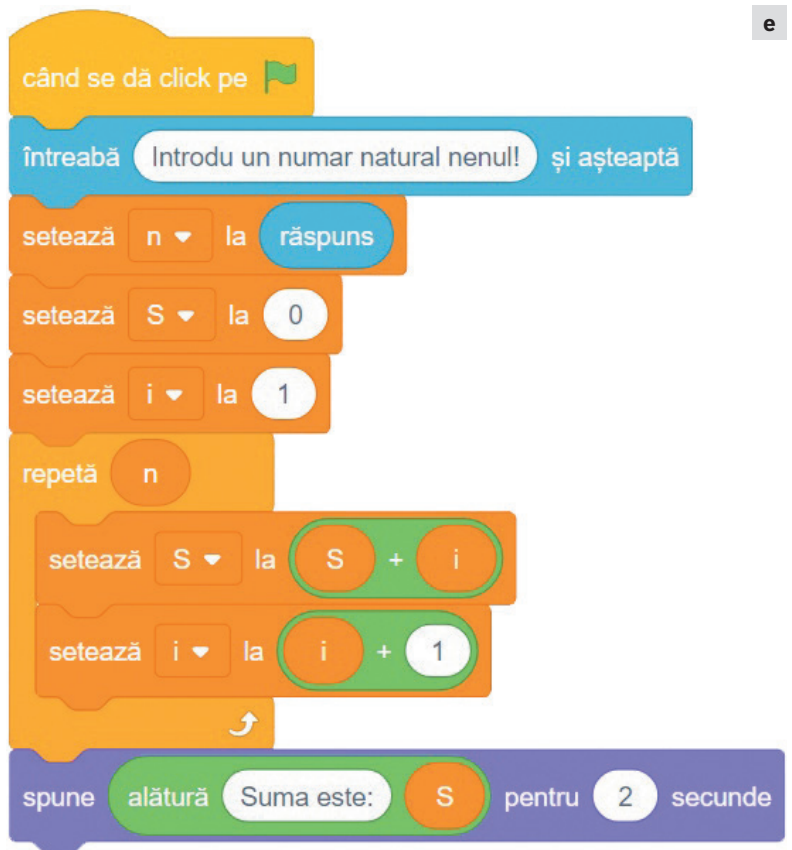 e
când se dă click pe
întreabă Introdu un numar natural nenul! și așteaptă
setează n la răspuns
setează S la 0
setează i la 1
repetă n
setează S la S + i
setează i la i + 1
spune alătură Suma este: S pentru 2 secunde